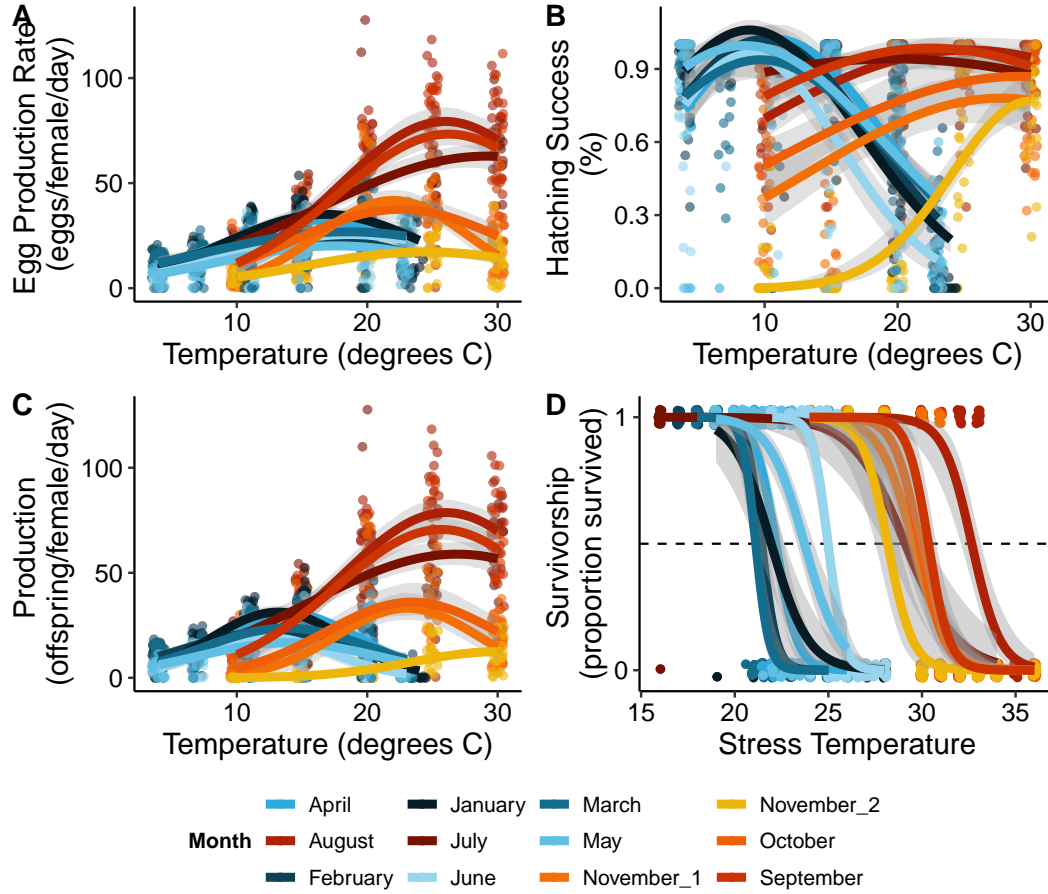 A
Egg Production Rate
(eggs/female/day)
100
50
0
10
20
30
Temperature (degrees C)
B
Hatching Success
(%)
0.9
0.6
0.3
0.0
10
20
30
Temperature (degrees C)
C
Production
(offspring/female/day)
100
50
0
10
20
30
Temperature (degrees C)
D
Survivorship
(proportion survived)
1
0
15
20
25
30
35
Stress Temperature
Month
April
January
March
November_2
August
July
May
October
February
June
November_1
September